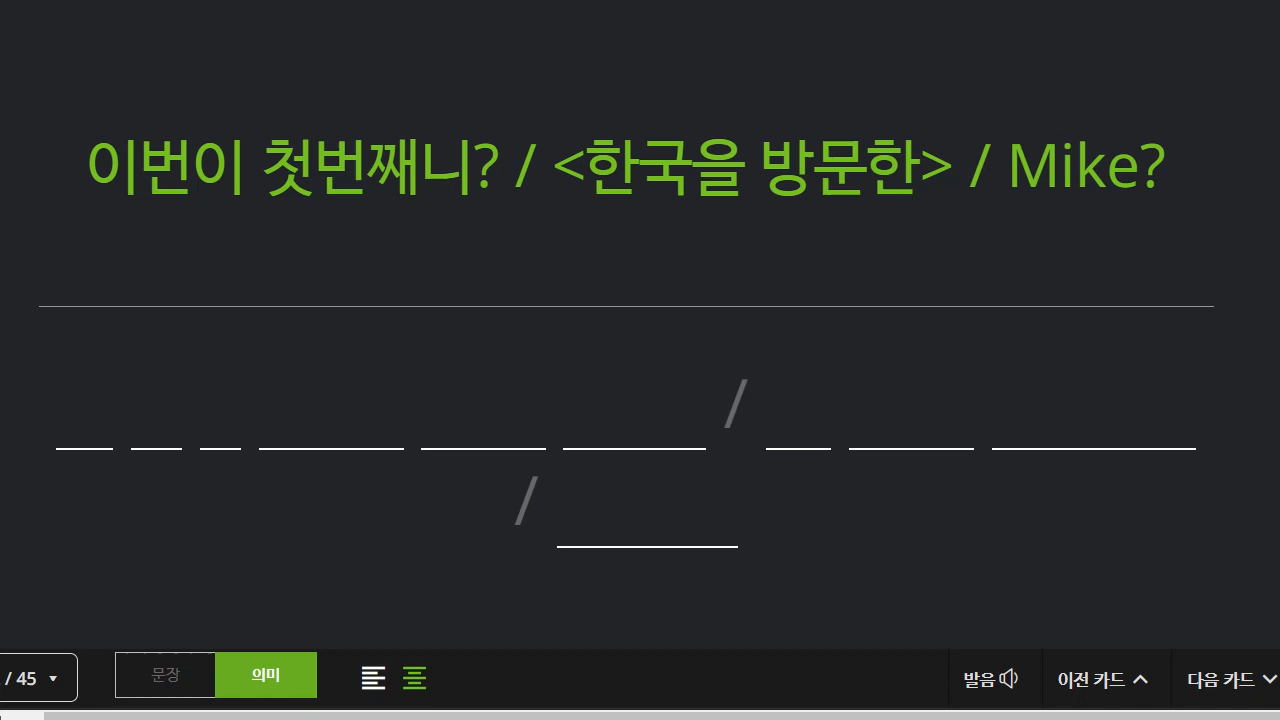 이번이 첫번째니? / <한국을 방문한> / Mike?
/
/
/ 45
문장
의미
발음
이전 카드
다음 카드